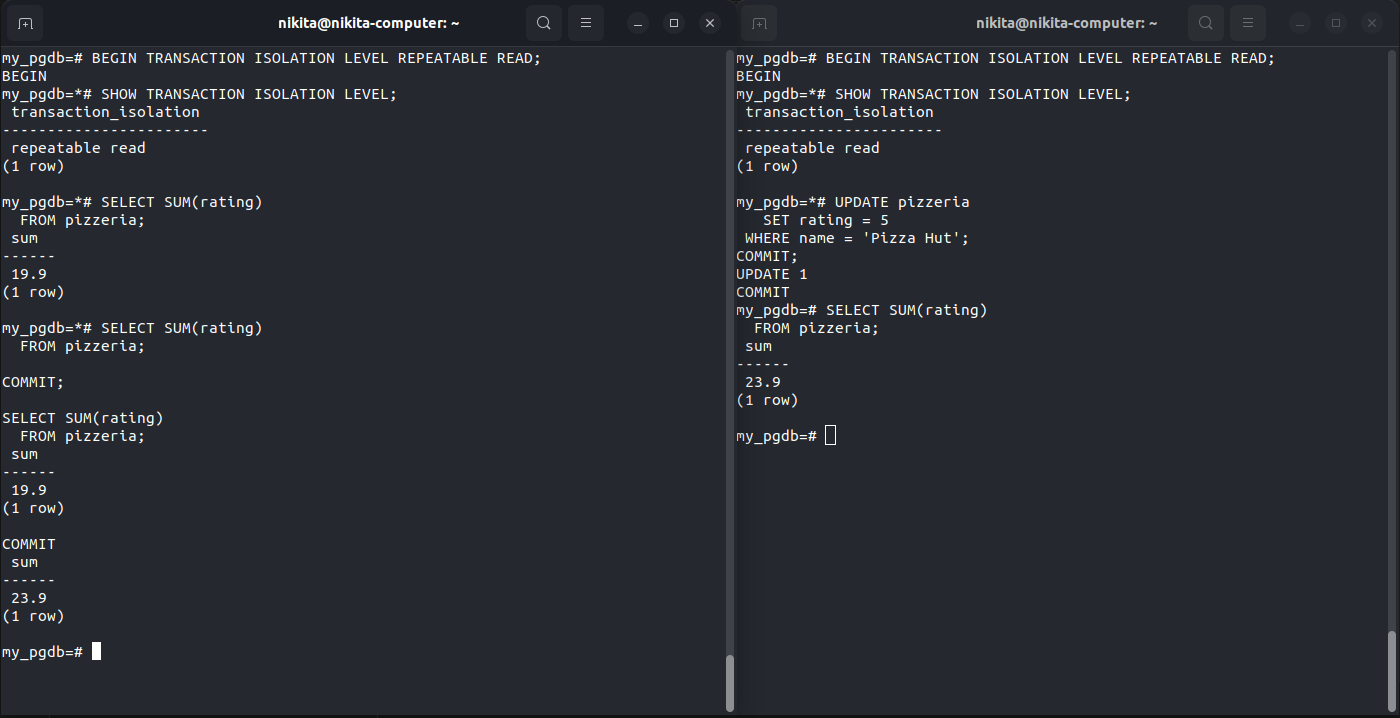 nikita@nikita-computer: ~
my_pgdb=# BEGIN TRANSACTION ISOLATION LEVEL REPEATABLE READ;
BEGIN
my_pgdb=*# SHOW TRANSACTION ISOLATION LEVEL;
 transaction_isolation
-----------------------
 repeatable read
(1 row)

my_pgdb=*# SELECT SUM(rating)
  FROM pizzeria;
 sum
------
 19.9
(1 row)

my_pgdb=*# SELECT SUM(rating)
  FROM pizzeria;

COMMIT;

SELECT SUM(rating)
  FROM pizzeria;
 sum
------
 19.9
(1 row)

COMMIT
 sum
------
 23.9
(1 row)

my_pgdb=#
nikita@nikita-computer: ~
my_pgdb=# BEGIN TRANSACTION ISOLATION LEVEL REPEATABLE READ;
BEGIN
my_pgdb=*# SHOW TRANSACTION ISOLATION LEVEL;
 transaction_isolation
-----------------------
 repeatable read
(1 row)

my_pgdb=*# UPDATE pizzeria
   SET rating = 5
 WHERE name = 'Pizza Hut';
COMMIT;
UPDATE 1
COMMIT
my_pgdb=# SELECT SUM(rating)
  FROM pizzeria;
 sum
------
 23.9
(1 row)

my_pgdb=#